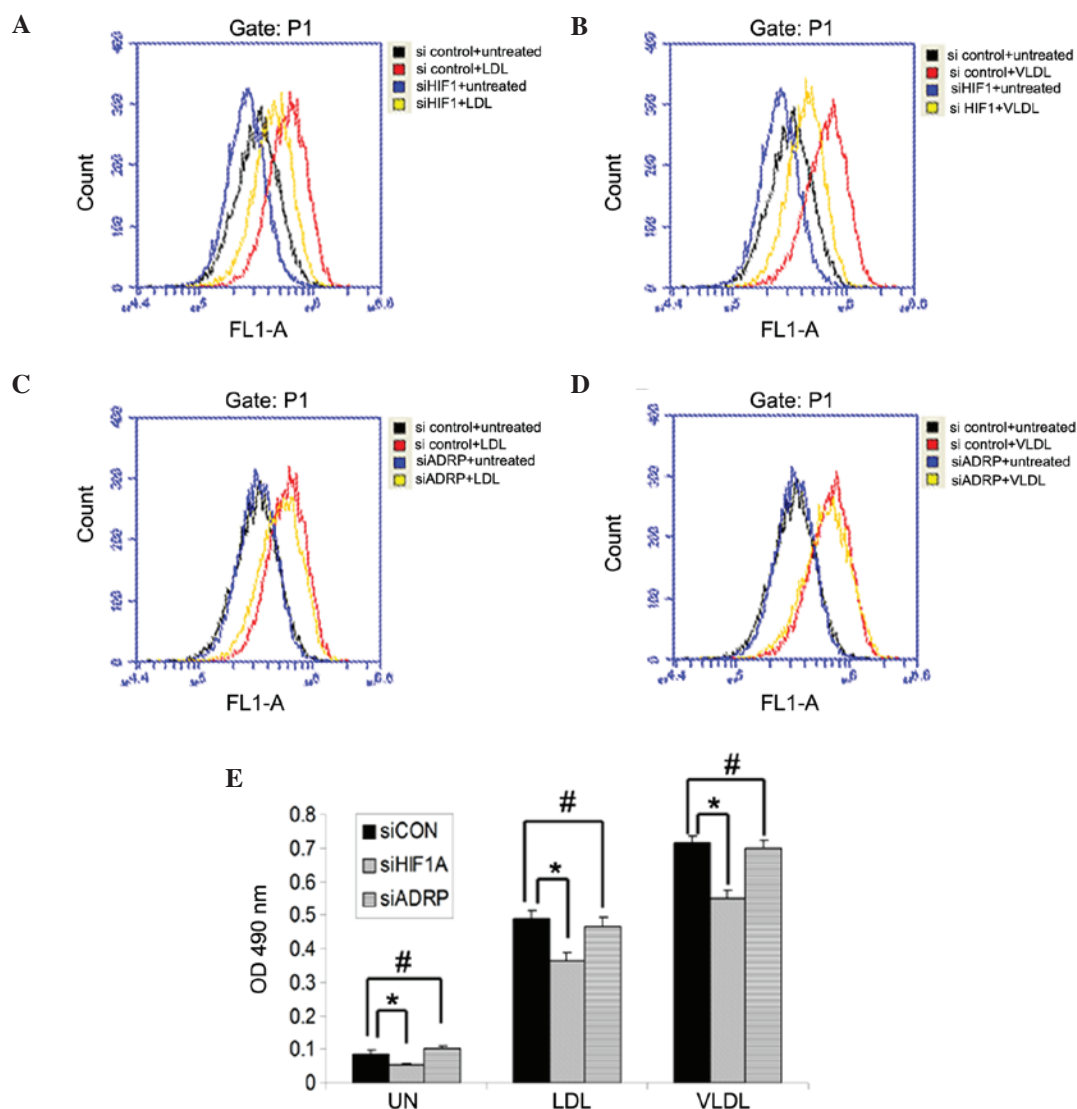 A
Gate: P1
si control+untreated
si control+LDL
siHIF1+untreated
siHIF1+LDL
Count
FL1-A
B
Gate: P1
si control+untreated
si control+VLDL
siHIF1+untreated
si HIF1+VLDL
Count
FL1-A
C
Gate: P1
si control+untreated
si control+LDL
siADRP+untreated
siADRP+LDL
Count
FL1-A
D
Gate: P1
si control+untreated
si control+VLDL
siADRP+untreated
siADRP+VLDL
Count
FL1-A
E
OD 490 nm
0.8
0.7
0.6
0.5
0.4
0.3
0.2
0.1
0
siCON
siHIF1A
siADRP
#
*
#
*
#
*
UN
LDL
VLDL